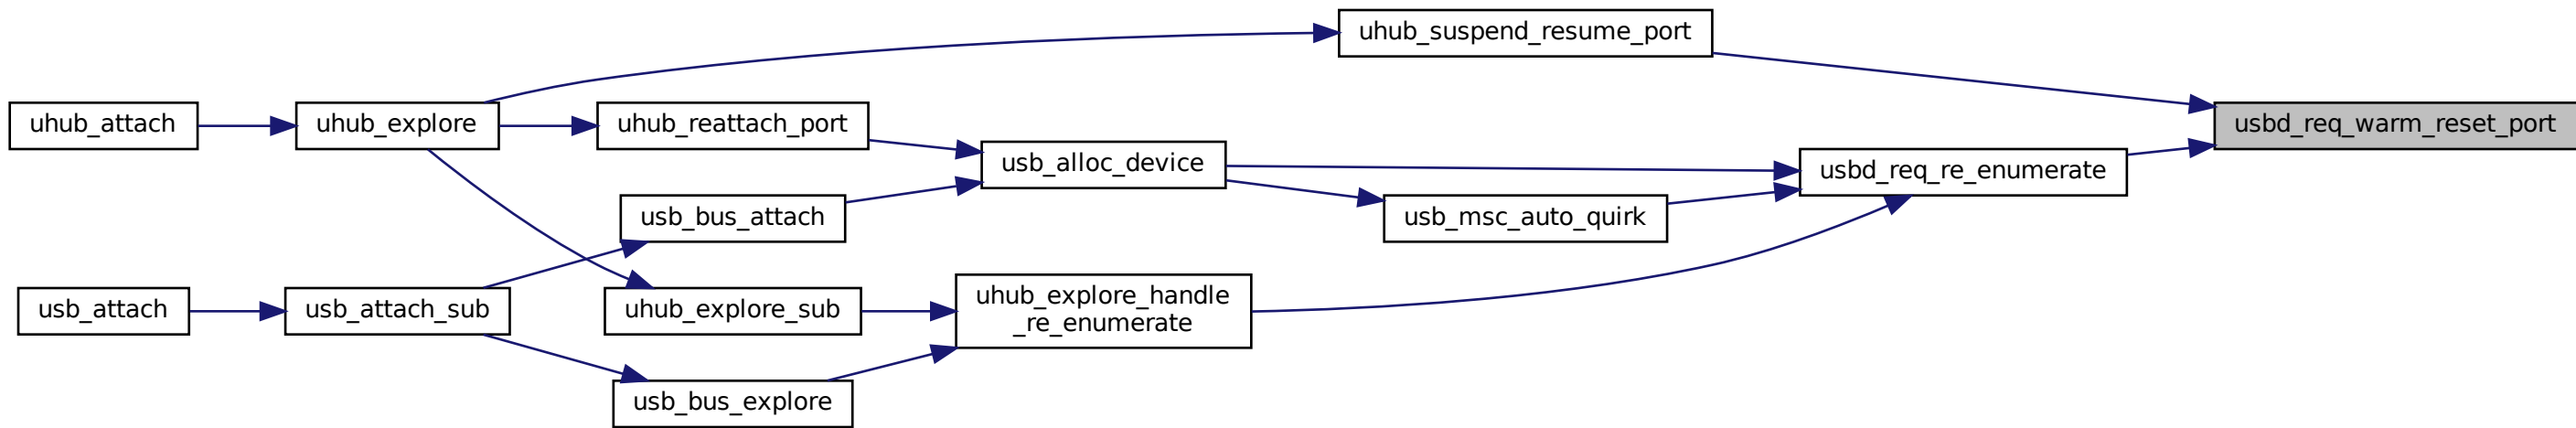 uhub_suspend_resume_port
uhub_attach
uhub_explore
uhub_reattach_port
usbd_req_warm_reset_port
usb_alloc_device
usbd_req_re_enumerate
usb_bus_attach
usb_msc_auto_quirk
usb_attach
usb_attach_sub
uhub_explore_sub
uhub_explore_handle
_re_enumerate
usb_bus_explore